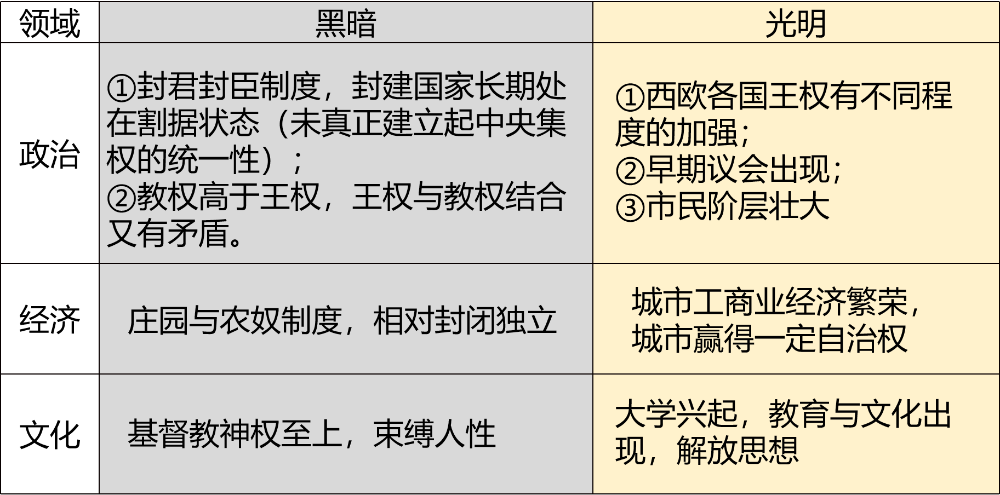 领域
黑暗
光明
政治
①封君封臣制度，封建国家长期处
在割据状态（未真正建立起中央集
权的统一性）；
②教权高于王权，王权与教权结合
又有矛盾。
①西欧各国王权有不同程
度的加强；
②早期议会出现；
③市民阶层壮大
经济
庄园与农奴制度，相对封闭独立
城市工商业经济繁荣，
城市赢得一定自治权
文化
基督教神权至上，束缚人性
大学兴起，教育与文化出
现，解放思想